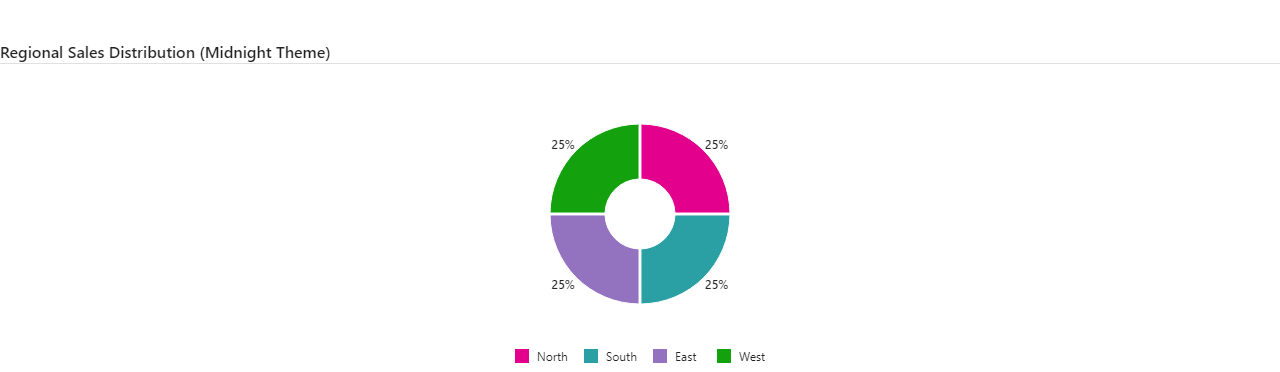 Regional Sales Distribution (Midnight Theme)
25% 25%
25% 25%
North South East West